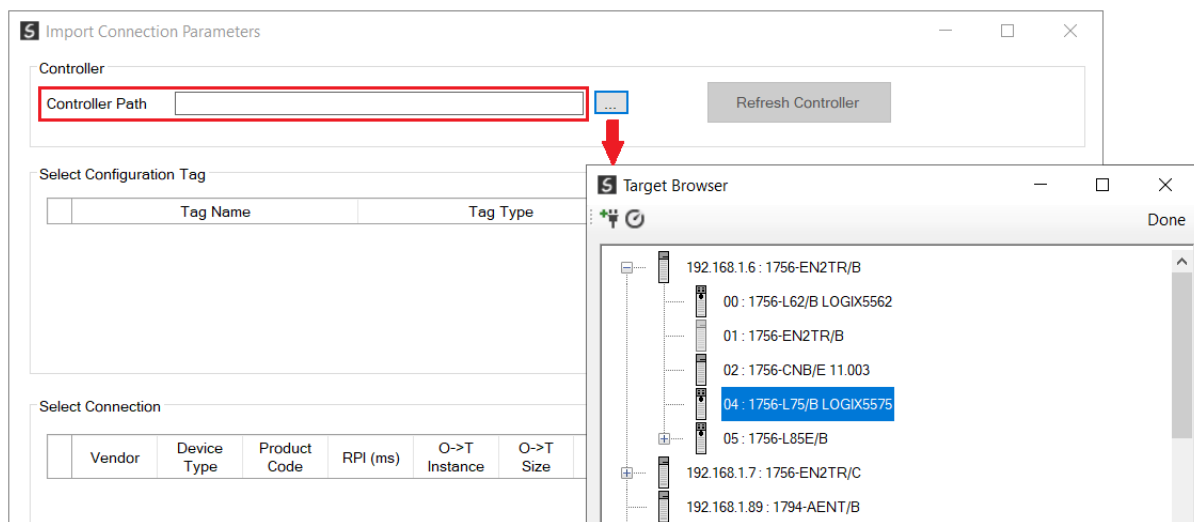 Import Connection Parameters
Controller
Controller Path
...
Refresh Controller
Select Configuration Tag
Tag Name
Tag Type
Target Browser
Done
192.168.1.6 : 1756-EN2TR/B
00 : 1756-L62/B LOGIX5562
01 : 1756-EN2TR/B
02 : 1756-CNB/E 11.003
04 : 1756-L75/B LOGIX5575
05 : 1756-L85E/B
192.168.1.7 : 1756-EN2TR/C
192.168.1.89 : 1794-AENT/B
Select Connection
Vendor
Device
Type
Product
Code
RPI (ms)
O->T
Instance
O->T
Size